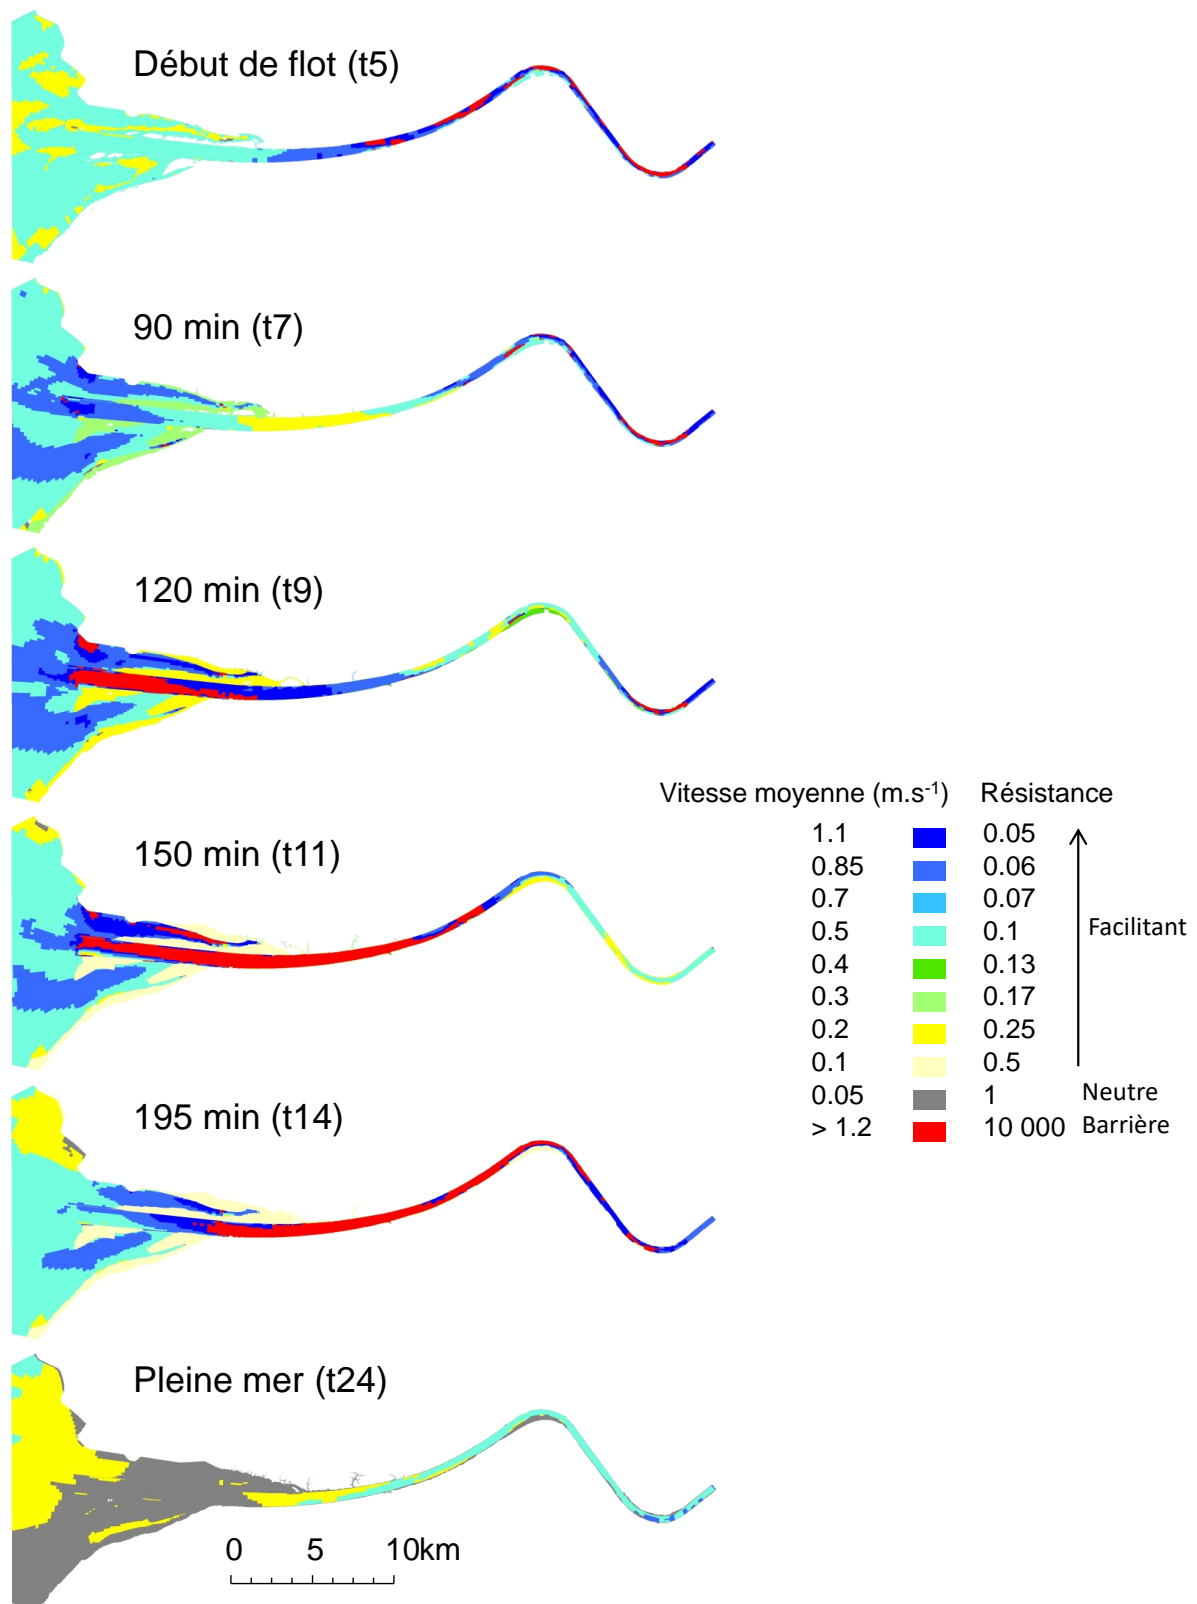 Début de flot (t5)
90 min (t7)
120 min (t9)
150 min (t11)
195 min (t14)
Pleine mer (t24)
0 5 10km
Vitesse moyenne (m.s-1) Résistance
1.1 0.05
0.85 0.06
0.7 0.07
0.5 0.1 Facilitant
0.4 0.13
0.3 0.17
0.2 0.25
0.1 0.5
0.05 1 Neutre
> 1.2 10 000 Barrière